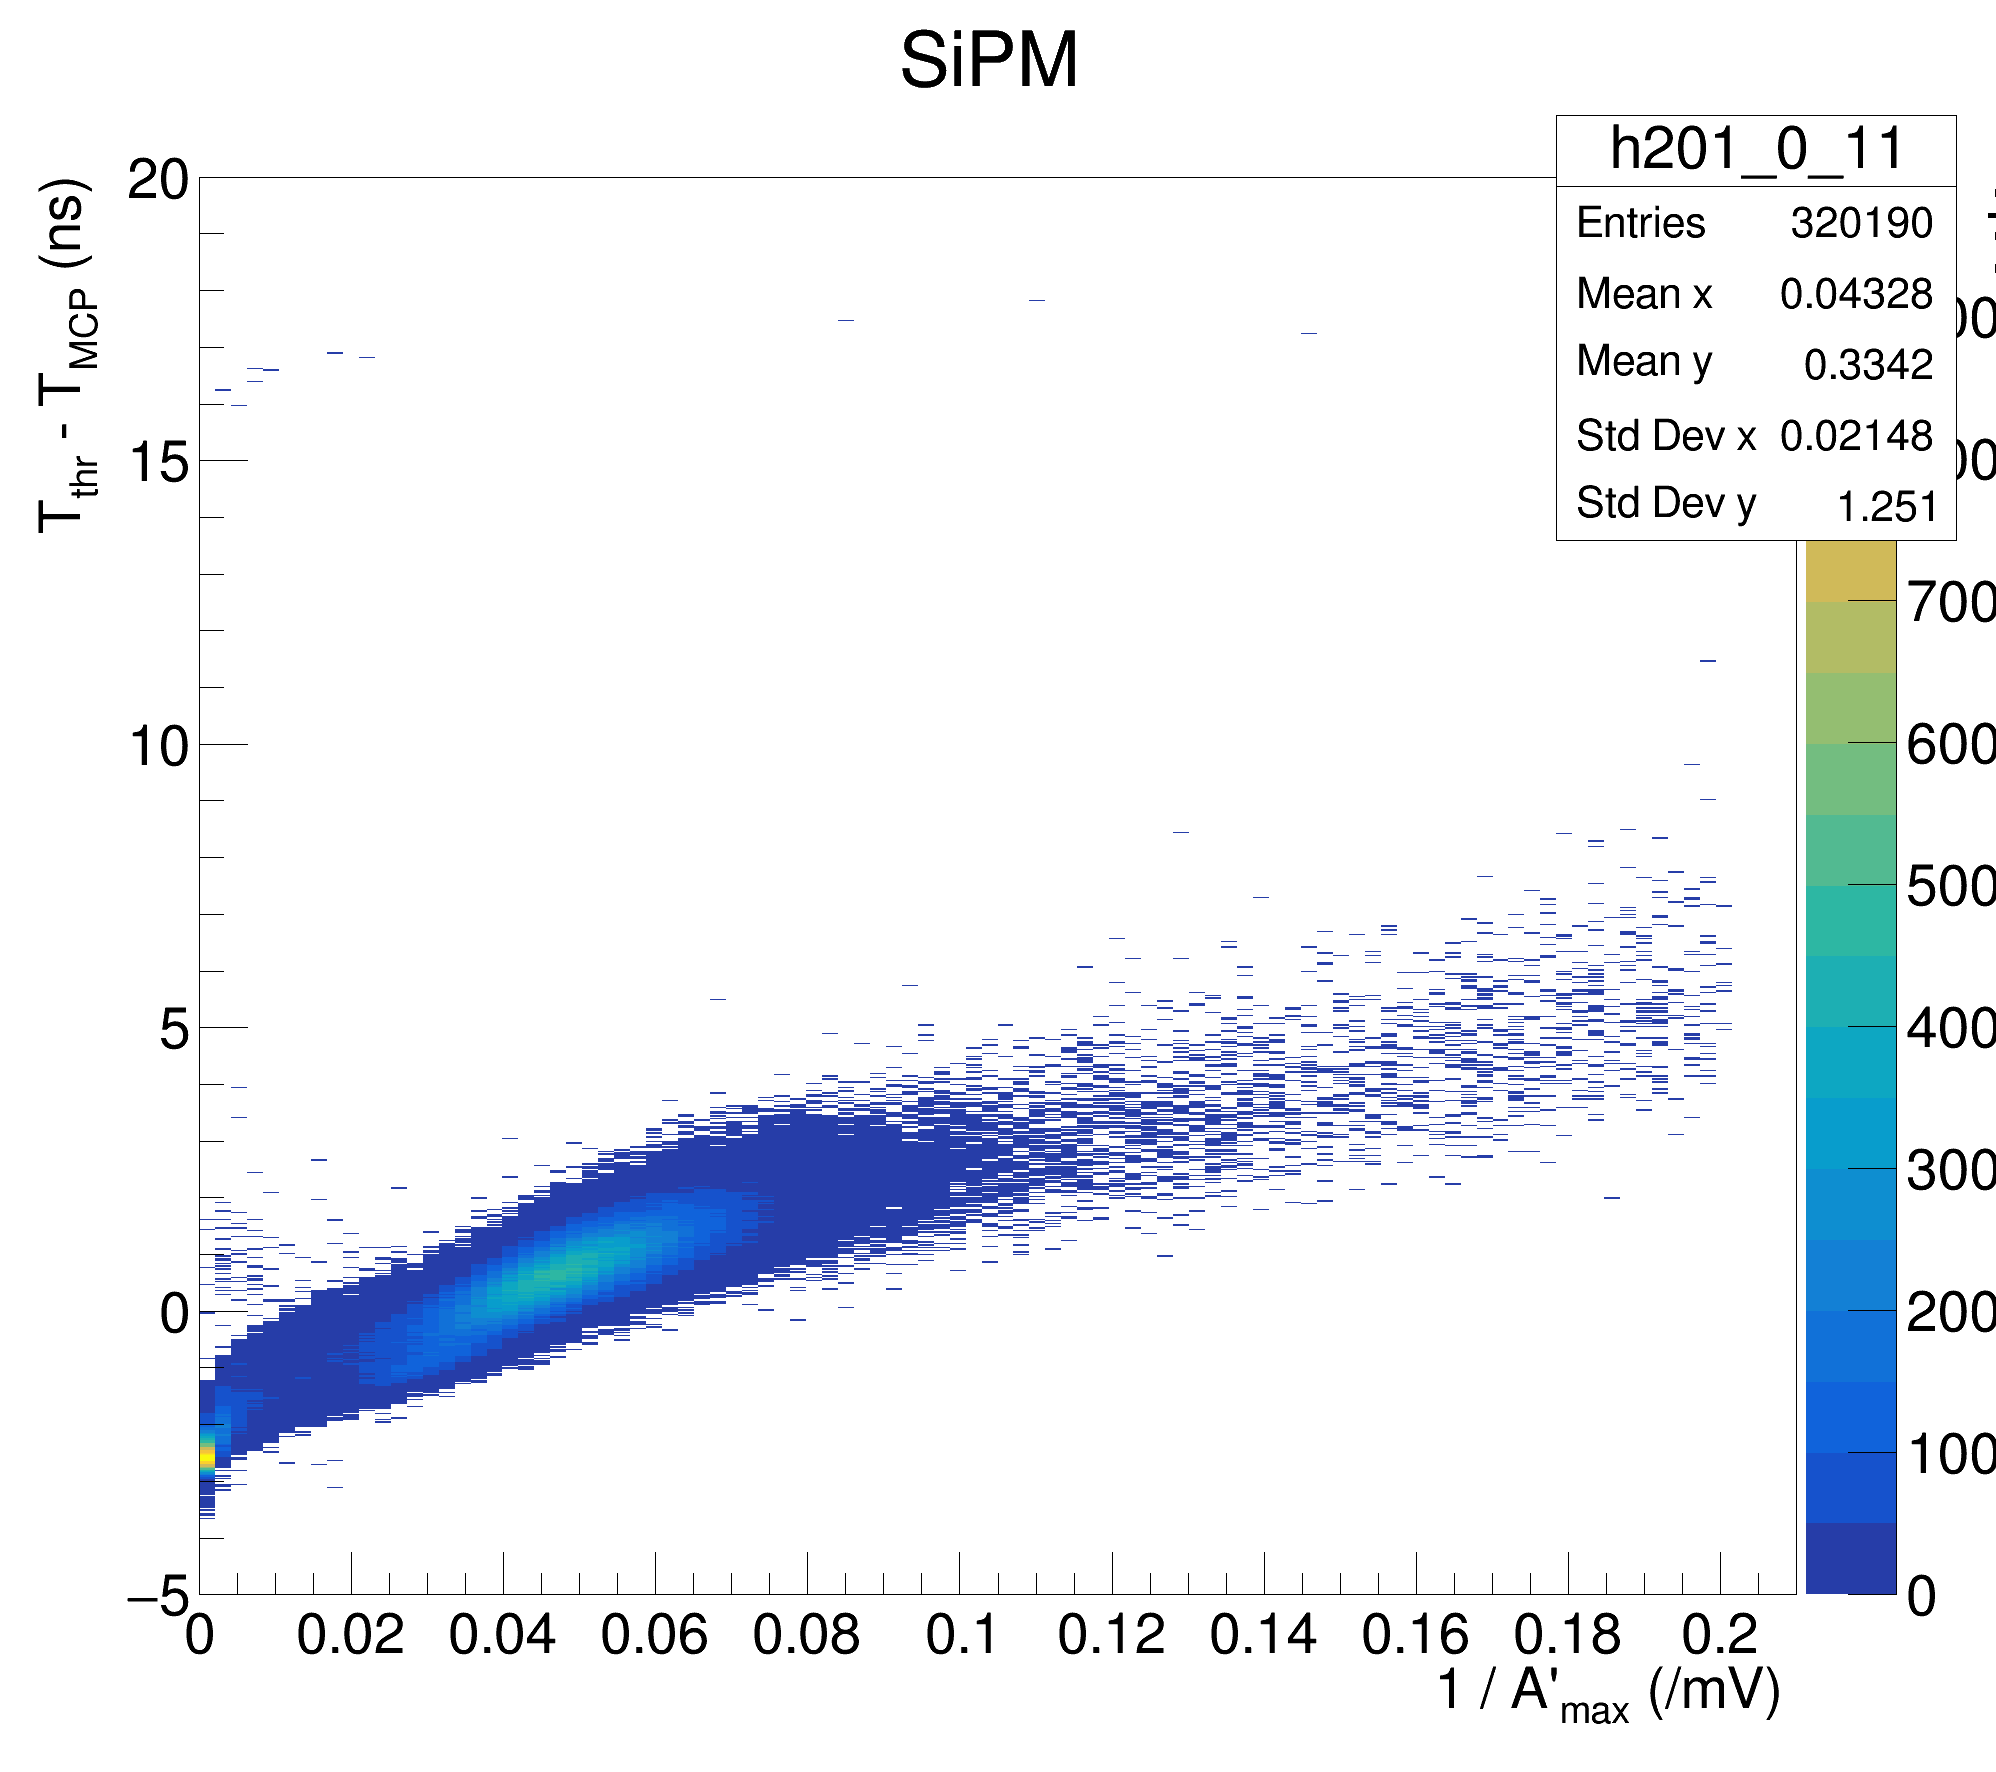 SiPM
h201_0_11
Entries 320190
Mean x 0.04328
Mean y 0.3342
Std Dev x 0.02148
Std Dev y 1.251
T_thr - T_MCP (ns)
20
15
10
5
0
−5
0 0.02 0.04 0.06 0.08 0.1 0.12 0.14 0.16 0.18 0.2
1 / A'_max (/mV)
700
600
500
400
300
200
100
0